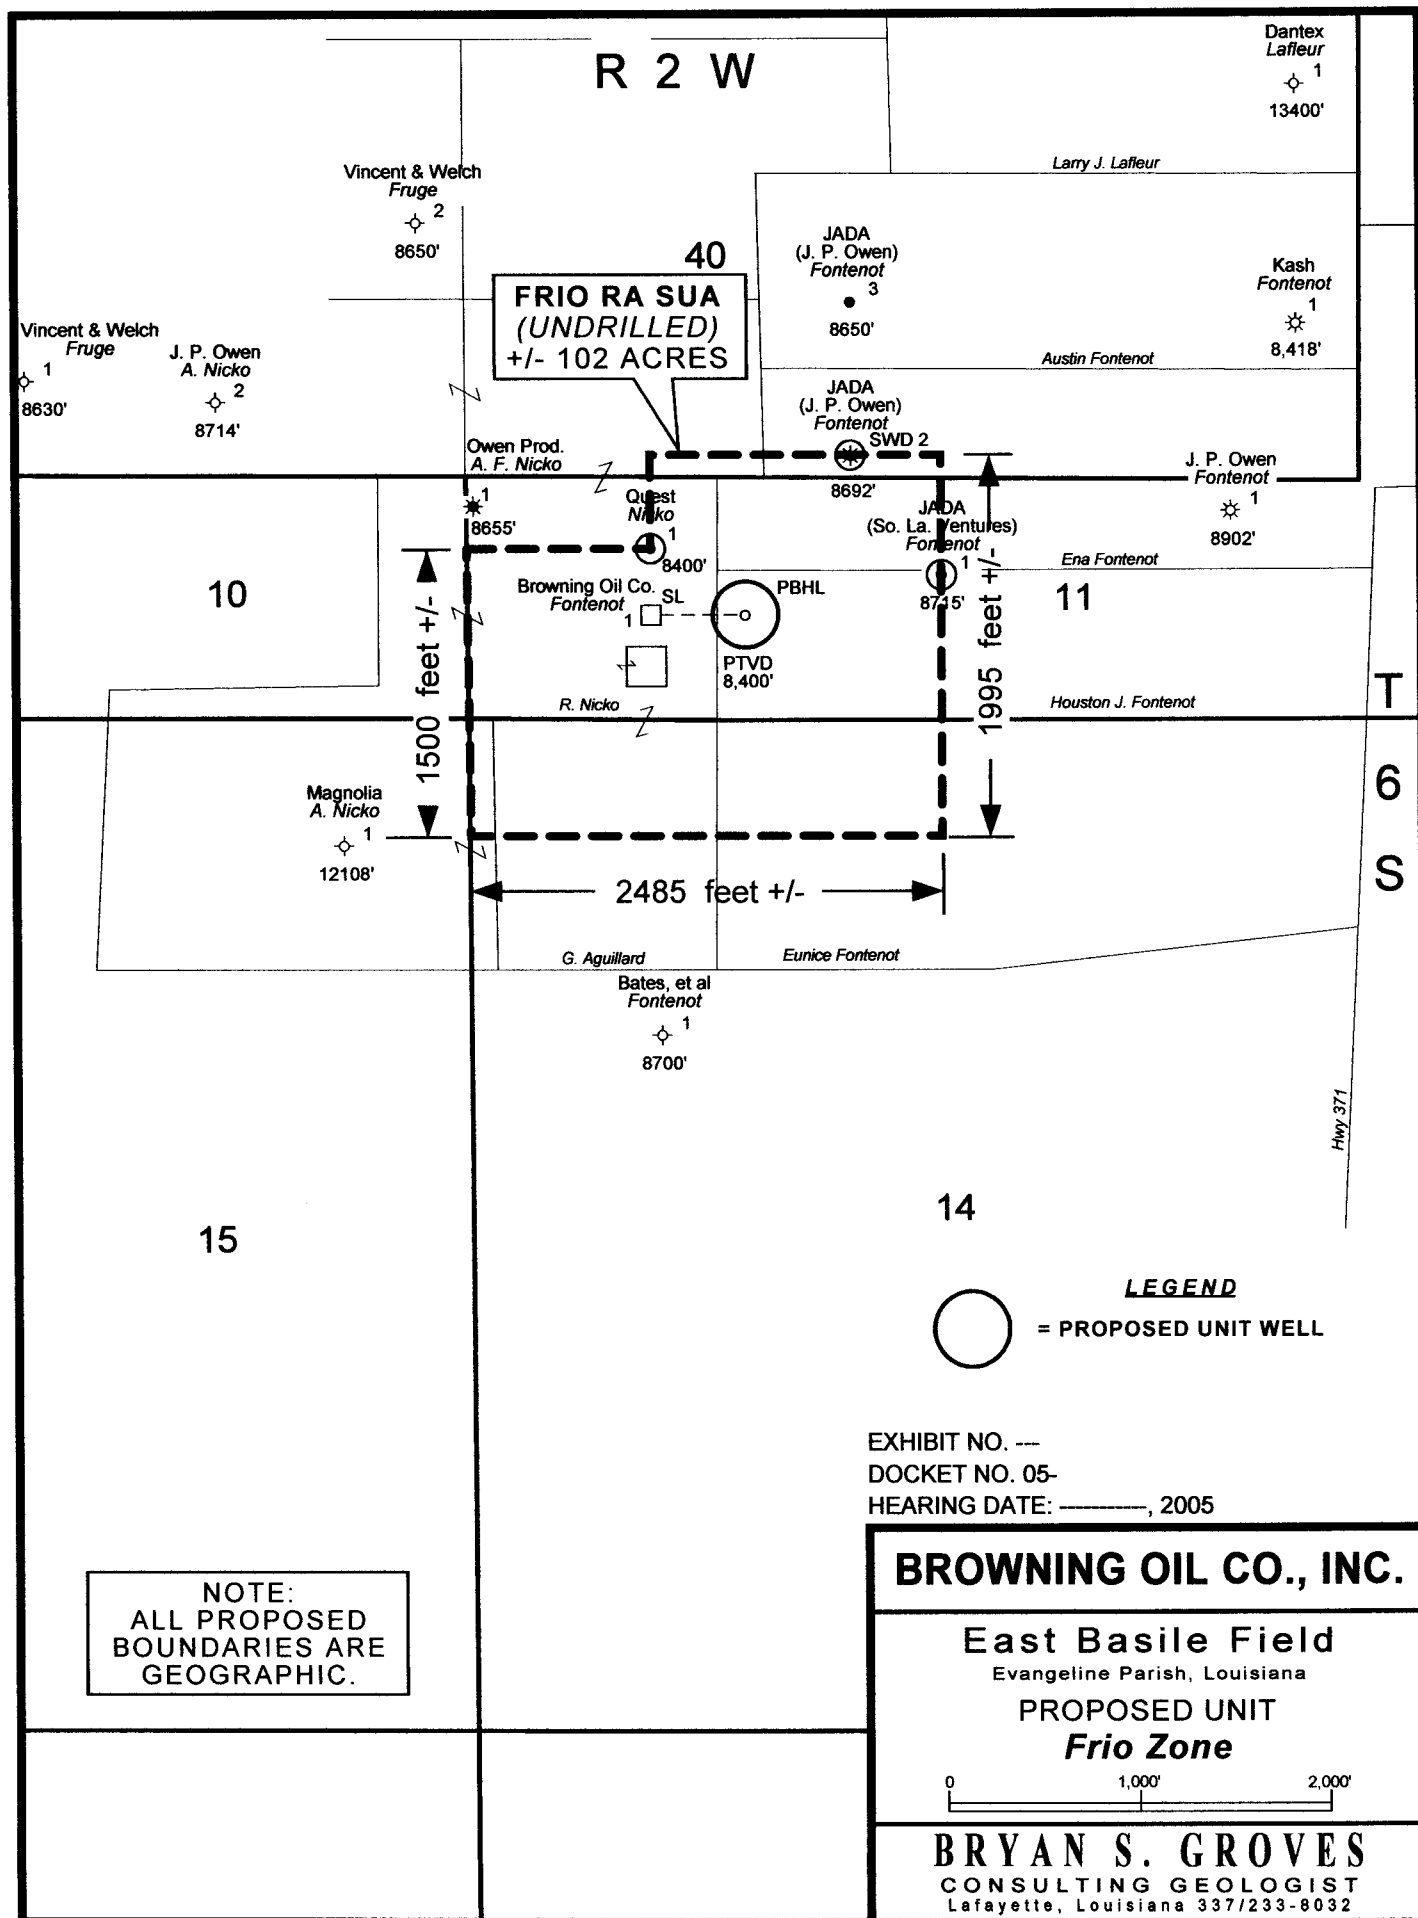 R 2 W
Dantex
Lafleur
1
13400'
Larry J. Lafleur
Vincent & Welch
Fruge
2
8650'
40
JADA
(J. P. Owen)
Fontenot
3
8650'
Kash
Fontenot
1
8,418'
FRIO RA SUA
(UNDRILLED)
+/- 102 ACRES
Vincent & Welch
Fruge
1
8630'
J. P. Owen
A. Nicko
2
8714'
Austin Fontenot
JADA
(J. P. Owen)
Fontenot
SWD 2
8692'
Owen Prod.
A. F. Nicko
1
8655'
Quest
Nicko
1
8400'
JADA
(So. La. Ventures)
Fontenot
1
8715'
J. P. Owen
Fontenot
1
8902'
Ena Fontenot
10
Browning Oil Co.
Fontenot
1
SL
PBHL
PTVD
8,400'
11
1500 feet +/-
1995 feet +/-
R. Nicko
Houston J. Fontenot
T
6
S
Magnolia
A. Nicko
1
12108'
2485 feet +/-
G. Aguillard
Eunice Fontenot
Bates, et al
Fontenot
1
8700'
Hwy 371
15
14
LEGEND
= PROPOSED UNIT WELL
EXHIBIT NO. ---
DOCKET NO. 05-
HEARING DATE: ----------, 2005
NOTE:
ALL PROPOSED
BOUNDARIES ARE
GEOGRAPHIC.
BROWNING OIL CO., INC.
East Basile Field
Evangeline Parish, Louisiana
PROPOSED UNIT
Frio Zone
0 1,000' 2,000'
BRYAN S. GROVES
CONSULTING GEOLOGIST
Lafayette, Louisiana 337/233-8032